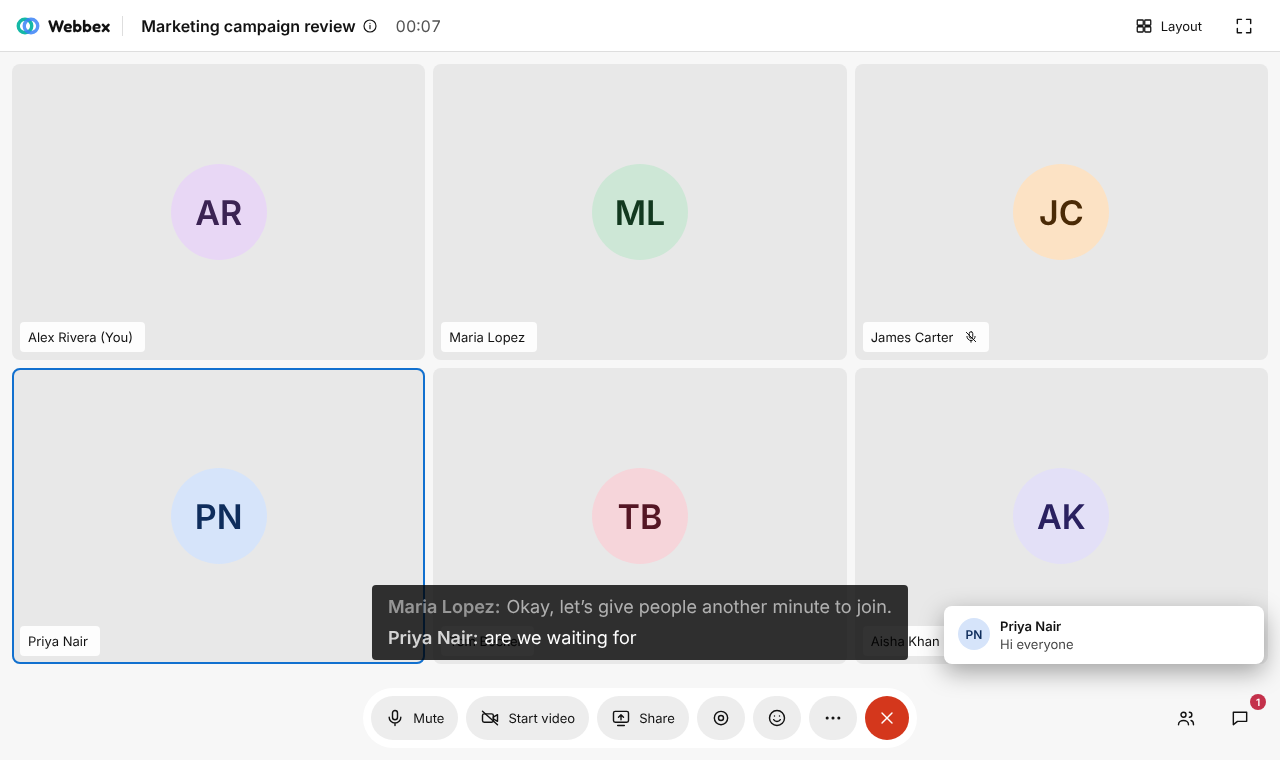 Webbex
Marketing campaign review
00:07
Layout
AR
Alex Rivera (You)
ML
Maria Lopez
JC
James Carter
PN
Priya Nair
TB
AK
Aisha Khan
Maria Lopez: Okay, let’s give people another minute to join.
Priya Nair: are we waiting for
PN
Priya Nair
Hi everyone
Mute
Start video
Share
1